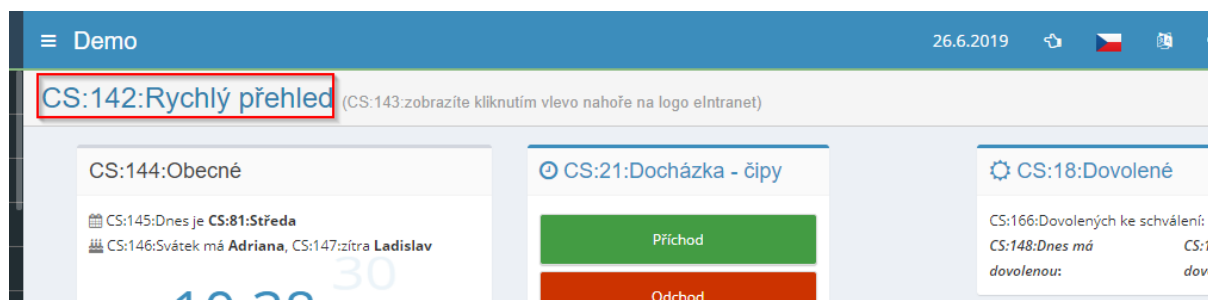 Demo
26.6.2019
CS:142:Rychlý přehled (CS:143:zobrazíte kliknutím vlevo nahoře na logo eIntranet)
CS:144:Obecné
CS:145:Dnes je CS:81:Středa
CS:146:Svátek má Adriana, CS:147:zítra Ladislav
30
CS:21:Docházka - čipy
Příchod
Odchod
CS:18:Dovolené
CS:166:Dovolených ke schválení:
CS:148:Dnes má
dovolenou: